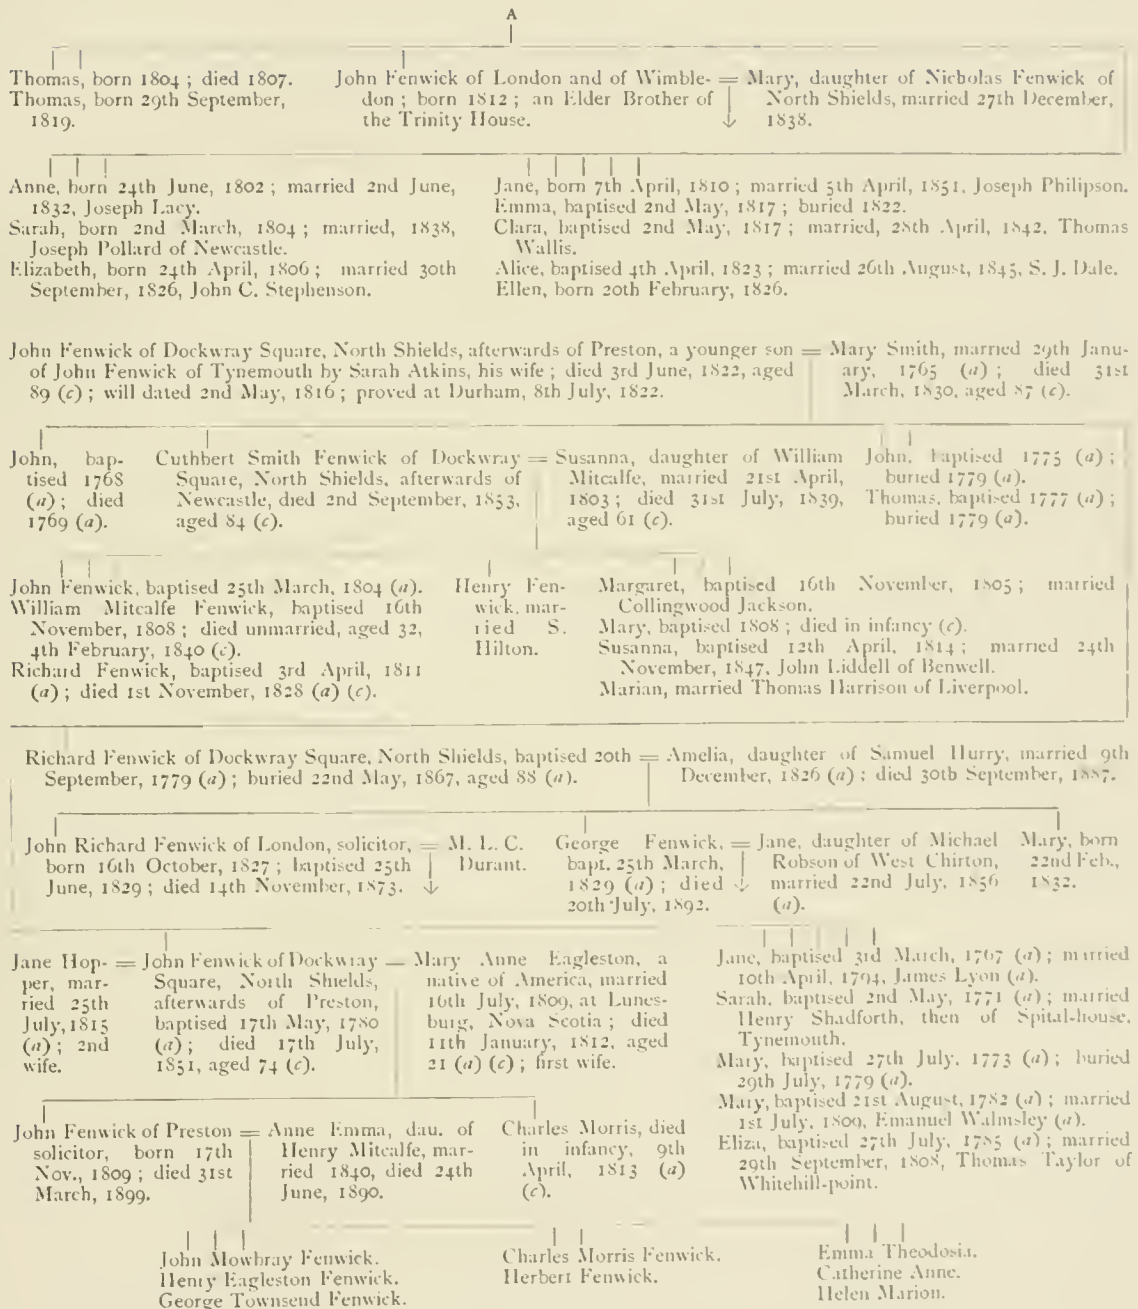 A
Thomas, born 1804 ; died 1807.
Thomas, born 29th September,
1819.
John Fenwick of London and of Wimble-
don ; born 1812 ; an Elder Brother of
the Trinity House.
=
Mary, daughter of Nicholas Fenwick of
North Shields, married 27th December,
1838.
Anne, born 24th June, 1802 ; married 2nd June,
1832, Joseph Lacy.
Sarah, born 2nd March, 1804 ; married, 1838,
Joseph Pollard of Newcastle.
Elizabeth, born 24th April, 1806 ; married 30th
September, 1826, John C. Stephenson.
Jane, born 7th April, 1810 ; married 5th April, 1851, Joseph Philipson.
Emma, baptised 2nd May, 1817 ; buried 1822.
Clara, baptised 2nd May, 1817 ; married, 28th April, 1842, Thomas
Wallis.
Alice, baptised 4th April, 1823 ; married 26th August, 1845, S. J. Dale.
Ellen, born 20th February, 1826.
John Fenwick of Dockwray Square, North Shields, afterwards of Preston, a younger son
of John Fenwick of Tynemouth by Sarah Atkins, his wife ; died 3rd June, 1822, aged
89 (c) ; will dated 2nd May, 1816 ; proved at Durham, 8th July, 1822.
=
Mary Smith, married 29th Janu-
ary, 1765 (a) ; died 31st
March, 1830, aged 87 (c).
John, bap-
tised 1768
(a) ; died
1769 (a).
Cuthbert Smith Fenwick of Dockwray
Square, North Shields, afterwards of
Newcastle, died 2nd September, 1853,
aged 84 (c).
=
Susanna, daughter of William
Mitcalfe, married 21st April,
1803 ; died 31st July, 1839,
aged 61 (c).
John, baptised 1775 (a) ;
buried 1779 (a).
Thomas, baptised 1777 (a) ;
buried 1779 (a).
John Fenwick, baptised 25th March, 1804 (a).
William Mitcalfe Fenwick, baptised 16th
November, 1808 ; died unmarried, aged 32,
4th February, 1840 (c).
Richard Fenwick, baptised 3rd April, 1811
(a) ; died 1st November, 1828 (a) (c).
Henry Fen-
wick, mar-
ried S.
Hilton.
Margaret, baptised 16th November, 1805 ; married
Collingwood Jackson.
Mary, baptised 1808 ; died in infancy (c).
Susanna, baptised 12th April, 1814 ; married 24th
November, 1847, John Liddell of Benwell.
Marian, married Thomas Harrison of Liverpool.
Richard Fenwick of Dockwray Square, North Shields, baptised 20th
September, 1779 (a) ; buried 22nd May, 1867, aged 88 (a).
=
Amelia, daughter of Samuel Hurry, married 9th
December, 1826 (a) ; died 30th September, 1887.
John Richard Fenwick of London, solicitor,
born 16th October, 1827 ; baptised 25th
June, 1829 ; died 14th November, 1873.
=
M. L. C.
Durant.
George Fenwick,
bapt. 25th March,
1829 (a) ; died
20th July, 1892.
=
Jane, daughter of Michael
Robson of West Chirton,
married 22nd July, 1856
(a).
Mary, born
22nd Feb.,
1832.
Jane Hop-
per, mar-
ried 25th
July, 1815
(a) ; 2nd
wife.
=
John Fenwick of Dockwray
Square, North Shields,
afterwards of Preston,
baptised 17th May, 1780
(a) ; died 17th July,
1851, aged 74 (c).
=
Mary Anne Eagleston, a
native of America, married
16th July, 1809, at Lunes-
burg, Nova Scotia ; died
11th January, 1812, aged
21 (a) (c) ; first wife.
Jane, baptised 3rd March, 1767 (a) ; married
10th April, 1794, James Lyon (a).
Sarah, baptised 2nd May, 1771 (a) ; married
Henry Shadforth, then of Spital-house,
Tynemouth.
Mary, baptised 27th July, 1773 (a) ; buried
29th July, 1779 (a).
Mary, baptised 21st August, 1782 (a) ; married
1st July, 1809, Emanuel Walmsley (a).
Eliza, baptised 27th July, 1785 (a) ; married
29th September, 1808, Thomas Taylor of
Whitehill-point.
John Fenwick of Preston
solicitor, born 17th
Nov., 1809 ; died 31st
March, 1899.
=
Anne Emma, dau. of
Henry Mitcalfe, mar-
ried 1840, died 24th
June, 1890.
Charles Morris, died
in infancy, 9th
April, 1813 (a)
(c).
John Mowbray Fenwick.
Henry Eagleston Fenwick.
George Townsend Fenwick.
Charles Morris Fenwick.
Herbert Fenwick.
Emma Theodosia.
Catherine Anne.
Helen Marion.